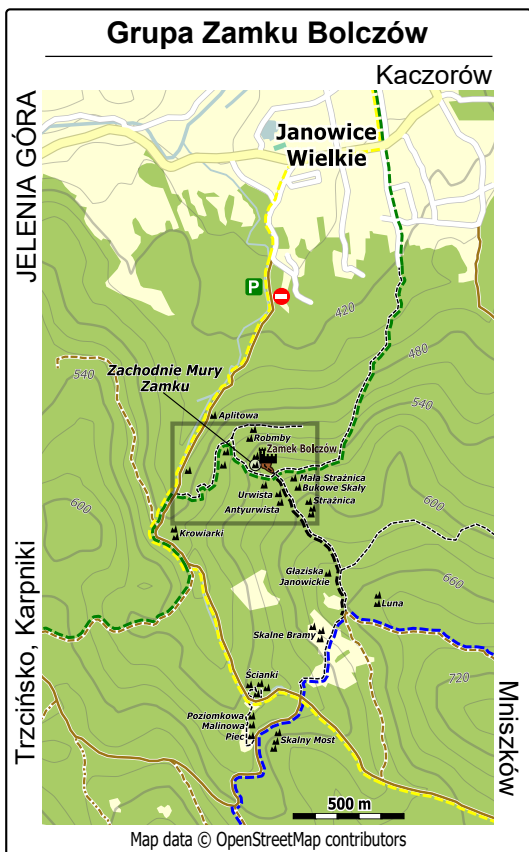 Grupa Zamku Bolczów
Kaczorów
JELENIA GÓRA
Janowice
Wielkie
P
420
480
540
Zachodnie Mury
Zamku
540
Aplitowa
Robmby
Zamek Bolczów
Mała Strażnica
Bukowe Skały
Urwista
Strażnica
Antyurwista
600
600
Krowiarki
Głaziska
Janowickie
660
Luna
Trzcińsko, Karpniki
Skalne Bramy
720
Ścianki
Mniszków
Poziomkowa
Malinowa
Piec
Skalny Most
500 m
Map data © OpenStreetMap contributors